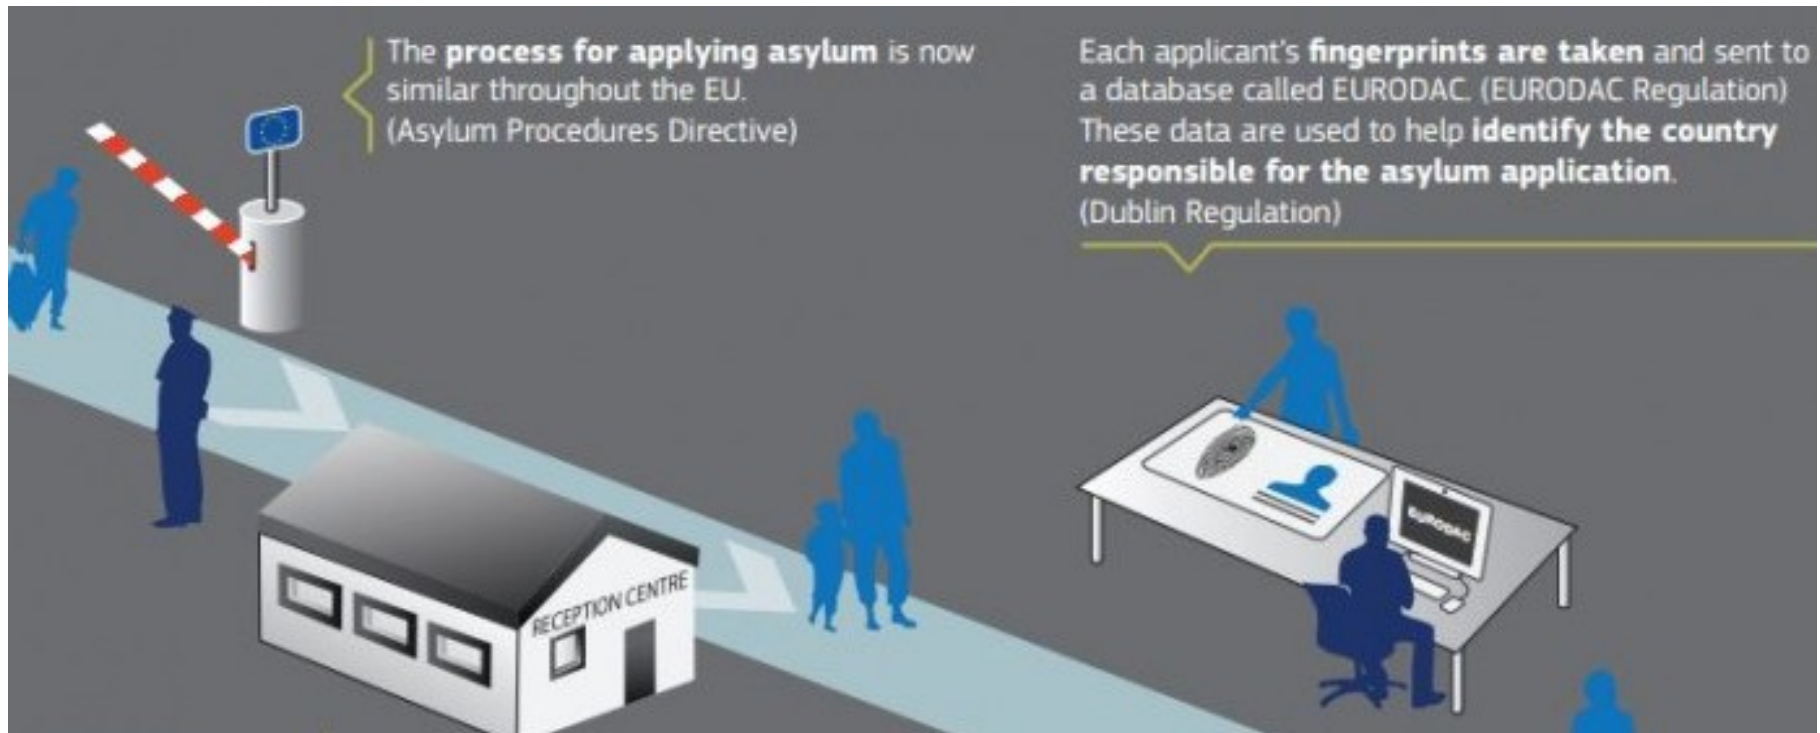 The process for applying asylum is now
similar throughout the EU.
(Asylum Procedures Directive)
Each applicant's fingerprints are taken and sent to
a database called EURODAC. (EURODAC Regulation)
These data are used to help identify the country
responsible for the asylum application.
(Dublin Regulation)
EURODAC
RECEPTION CENTRE